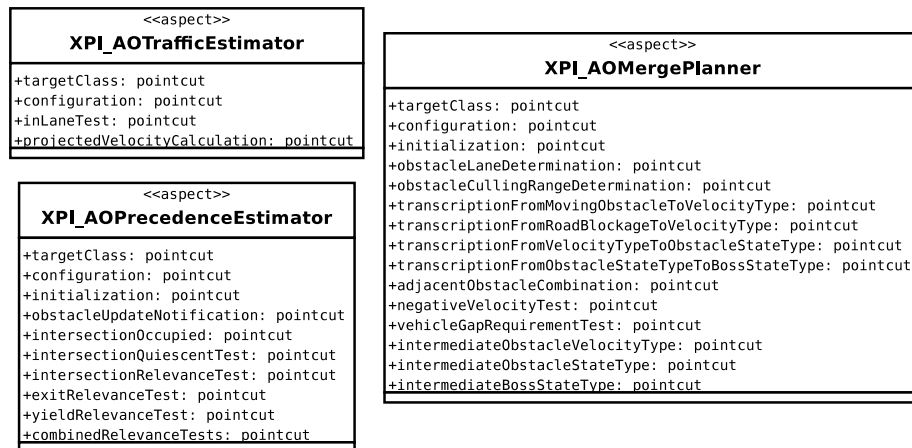 <<aspect>>
XPI_AOTrafficEstimator
+targetClass: pointcut
+configuration: pointcut
+inLaneTest: pointcut
+projectedVelocityCalculation: pointcut
<<aspect>>
XPI_AOPrecedenceEstimator
+targetClass: pointcut
+configuration: pointcut
+initialization: pointcut
+obstacleUpdateNotification: pointcut
+intersectionOccupied: pointcut
+intersectionQuiescentTest: pointcut
+intersectionRelevanceTest: pointcut
+exitRelevanceTest: pointcut
+yieldRelevanceTest: pointcut
+combinedRelevanceTests: pointcut
<<aspect>>
XPI_AOMergePlanner
+targetClass: pointcut
+configuration: pointcut
+initialization: pointcut
+obstacleLaneDetermination: pointcut
+obstacleCullingRangeDetermination: pointcut
+transcriptionFromMovingObstacleToVelocityType: pointcut
+transcriptionFromRoadBlockageToVelocityType: pointcut
+transcriptionFromVelocityTypeToObstacleStateType: pointcut
+transcriptionFromObstacleStateTypeToBossStateType: pointcut
+adjacentObstacleCombination: pointcut
+negativeVelocityTest: pointcut
+vehicleGapRequirementTest: pointcut
+intermediateObstacleVelocityType: pointcut
+intermediateObstacleStateType: pointcut
+intermediateBossStateType: pointcut